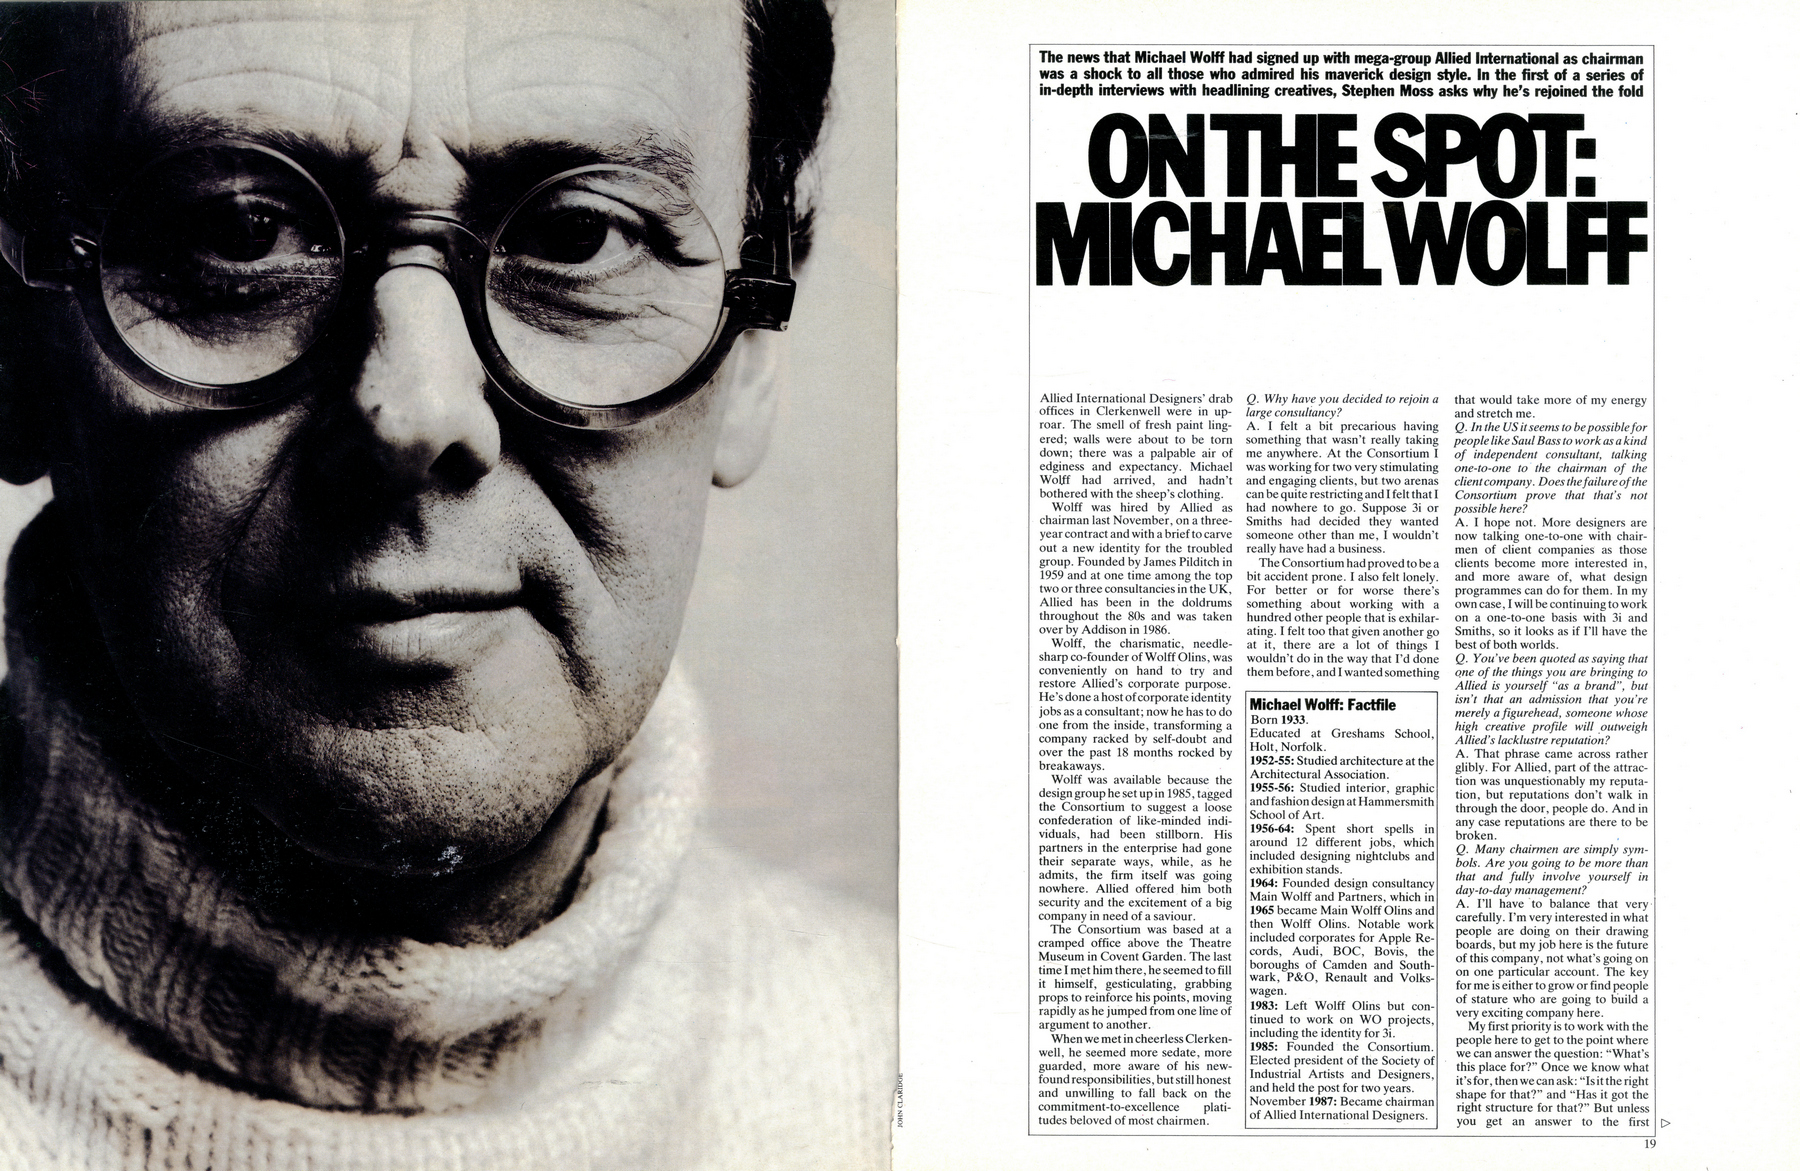 The news that Michael Wolff had signed up with mega-group Allied International as chairman
was a shock to all those who admired his maverick design style. In the first of a series of
in-depth interviews with headlining creatives, Stephen Moss asks why he's rejoined the fold
ON THE SPOT:
MICHAEL WOLFF
Allied International Designers' drab
offices in Clerkenwell were in up-
roar. The smell of fresh paint ling-
ered; walls were about to be torn
down; there was a palpable air of
edginess and expectancy. Michael
Wolff had arrived, and hadn't
bothered with the sheep's clothing.
Wolff was hired by Allied as
chairman last November, on a three-
year contract and with a brief to carve
out a new identity for the troubled
group. Founded by James Pilditch in
1959 and at one time among the top
two or three consultancies in the UK,
Allied has been in the doldrums
throughout the 80s and was taken
over by Addison in 1986.
Wolff, the charismatic, needle-
sharp co-founder of Wolff Olins, was
conveniently on hand to try and
restore Allied's corporate purpose.
He's done a host of corporate identity
jobs as a consultant; now he has to do
one from the inside, transforming a
company racked by self-doubt and
over the past 18 months rocked by
breakaways.
Wolff was available because the
design group he set up in 1985, tagged
the Consortium to suggest a loose
confederation of like-minded indi-
viduals, had been stillborn. His
partners in the enterprise had gone
their separate ways, while, as he
admits, the firm itself was going
nowhere. Allied offered him both
security and the excitement of a big
company in need of a saviour.
The Consortium was based at a
cramped office above the Theatre
Museum in Covent Garden. The last
time I met him there, he seemed to fill
it himself, gesticulating, grabbing
props to reinforce his points, moving
rapidly as he jumped from one line of
argument to another.
When we met in cheerless Clerken-
well, he seemed more sedate, more
guarded, more aware of his new-
found responsibilities, but still honest
and unwilling to fall back on the
commitment-to-excellence plati-
tudes beloved of most chairmen.
Q. Why have you decided to rejoin a
large consultancy?
A. I felt a bit precarious having
something that wasn't really taking
me anywhere. At the Consortium I
was working for two very stimulating
and engaging clients, but two arenas
can be quite restricting and I felt that I
had nowhere to go. Suppose 3i or
Smiths had decided they wanted
someone other than me, I wouldn't
really have had a business.
The Consortium had proved to be a
bit accident prone. I also felt lonely.
For better or for worse there's
something about working with a
hundred other people that is exhilar-
ating. I felt too that given another go
at it, there are a lot of things I
wouldn't do in the way that I'd done
them before, and I wanted something
Michael Wolff: Factfile
Born 1933.
Educated at Greshams School,
Holt, Norfolk.
1952-55: Studied architecture at the
Architectural Association.
1955-56: Studied interior, graphic
and fashion design at Hammersmith
School of Art.
1956-64: Spent short spells in
around 12 different jobs, which
included designing nightclubs and
exhibition stands.
1964: Founded design consultancy
Main Wolff and Partners, which in
1965 became Main Wolff Olins and
then Wolff Olins. Notable work
included corporates for Apple Re-
cords, Audi, BOC, Bovis, the
boroughs of Camden and South-
wark, P&O, Renault and Volks-
wagen.
1983: Left Wolff Olins but con-
tinued to work on WO projects,
including the identity for 3i.
1985: Founded the Consortium.
Elected president of the Society of
Industrial Artists and Designers,
and held the post for two years.
November 1987: Became chairman
of Allied International Designers.
that would take more of my energy
and stretch me.
Q. In the US it seems to be possible for
people like Saul Bass to work as a kind
of independent consultant, talking
one-to-one to the chairman of the
client company. Does the failure of the
Consortium prove that that's not
possible here?
A. I hope not. More designers are
now talking one-to-one with chair-
men of client companies as those
clients become more interested in,
and more aware of, what design
programmes can do for them. In my
own case, I will be continuing to work
on a one-to-one basis with 3i and
Smiths, so it looks as if I'll have the
best of both worlds.
Q. You've been quoted as saying that
one of the things you are bringing to
Allied is yourself "as a brand", but
isn't that an admission that you're
merely a figurehead, someone whose
high creative profile will outweigh
Allied's lacklustre reputation?
A. That phrase came across rather
glibly. For Allied, part of the attrac-
tion was unquestionably my reputa-
tion, but reputations don't walk in
through the door, people do. And in
any case reputations are there to be
broken.
Q. Many chairmen are simply sym-
bols. Are you going to be more than
that and fully involve yourself in
day-to-day management?
A. I'll have to balance that very
carefully. I'm very interested in what
people are doing on their drawing
boards, but my job here is the future
of this company, not what's going on
on one particular account. The key
for me is either to grow or find people
of stature who are going to build a
very exciting company here.
My first priority is to work with the
people here to get to the point where
we can answer the question: "What's
this place for?" Once we know what
it's for, then we can ask: "Is it the right
shape for that?" and "Has it got the
right structure for that?" But unless
you get an answer to the first
JOHN CLARIDGE
19